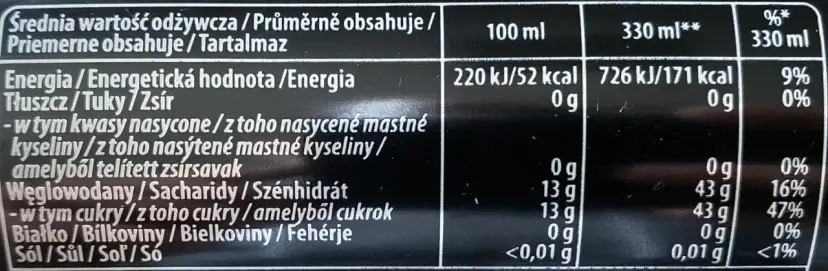 Średnia wartość odżywcza / Průměrně obsahuje / 100 ml 330 ml** %*
Priemerne obsahuje / Tartalmaz 330 ml
Energia / Energetická hodnota / Energia 220 kJ/52 kcal 726 kJ/171 kcal 9%
Tłuszcz / Tuky / Zsír 0 g 0 g 0%
- w tym kwasy nasycone / z toho nasycené mastné
kyseliny / z toho nasýtené mastné kyseliny /
amelyből telített zsírsavak 0 g 0 g 0%
Węglowodany / Sacharidy / Szénhidrát 13 g 43 g 16%
- w tym cukry / z toho cukry / amelyből cukrok 13 g 43 g 47%
Białko / Bílkoviny / Bielkoviny / Fehérje 0 g 0 g 0%
Sól / Sůl / Soľ / Só <0,01 g 0,01 g <1%